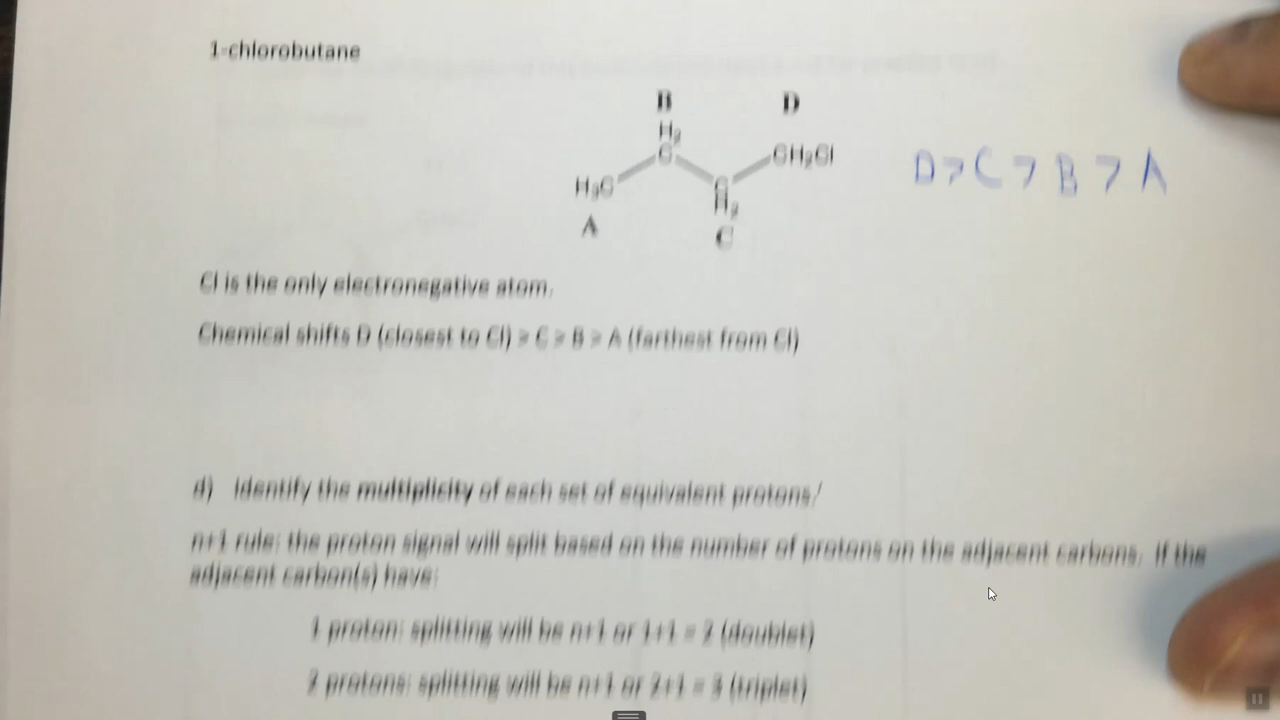 1-chlorobutane
B D
H₂
C CH₂Cl D > C > B > A
H₃C C
H₂
A C
Cl is the only electronegative atom.
Chemical shifts D (closest to Cl) > C > B > A (farthest from Cl)
d) Identify the multiplicity of each set of equivalent protons/
n+1 rule: the proton signal will split based on the number of protons on the adjacent carbons. If the
adjacent carbon(s) have:
1 proton: splitting will be n+1 or 1+1 = 2 (doublet)
2 protons: splitting will be n+1 or 2+1 = 3 (triplet)